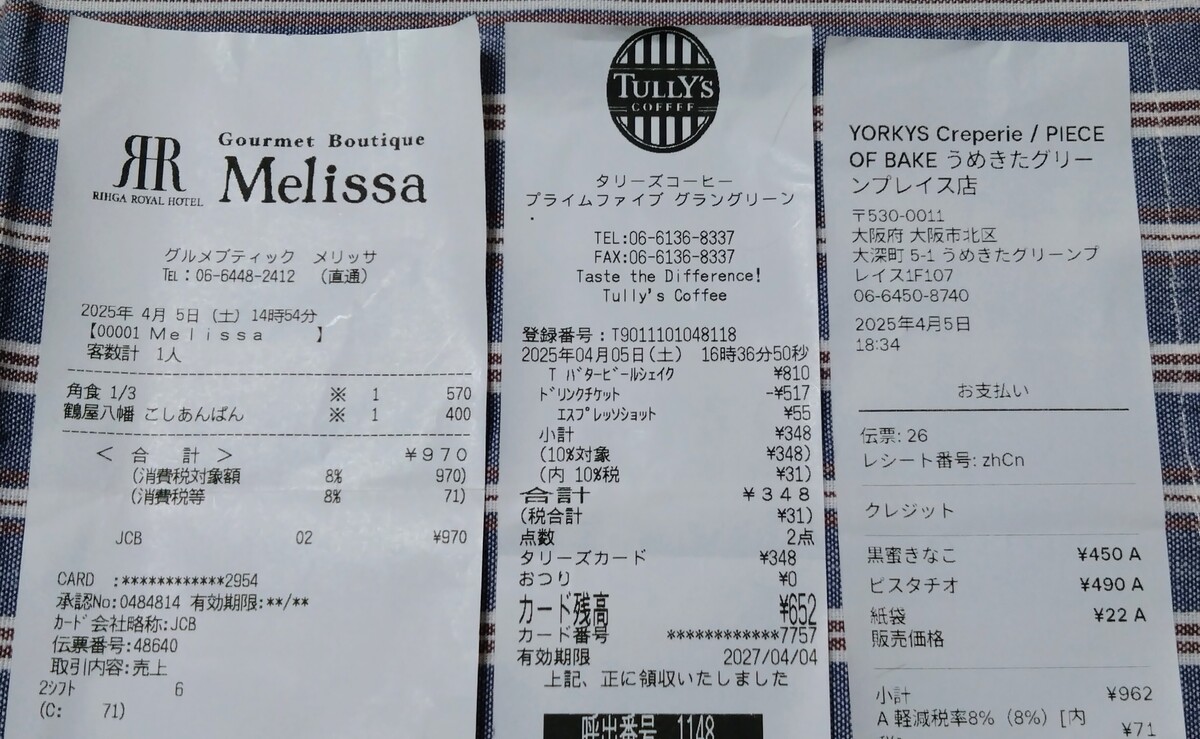 RIHGA ROYAL HOTEL
Gourmet Boutique
Melissa
グルメブティック メリッサ
TEL：06-6448-2412 （直通）
2025年 4月 5日（土）14時54分
【00001 Melissa 】
客数計 1人
角食 1/3 ※ 1 570
鶴屋八幡 こしあんぱん ※ 1 400
＜ 合 計 ＞ ￥970
(消費税対象額 8% 970)
(消費税等 8% 71)
JCB 02 ¥970
CARD :************2954
承認No:0484814 有効期限:**/**
ｶｰﾄﾞ会社略称:JCB
伝票番号:48640
取引内容:売上
2ｼﾌﾄ 6
(C: 71)
TULLY'S
COFFEE
タリーズコーヒー
プライムファイブ グラングリーン
TEL:06-6136-8337
FAX:06-6136-8337
Taste the Difference!
Tully's Coffee
登録番号：T9011101048118
2025年04月05日(土) 16時36分50秒
T ﾊﾞﾀｰﾋﾞｰﾙｼｪｲｸ ¥810
ﾄﾞﾘﾝｸﾁｹｯﾄ -¥517
ｴｽﾌﾟﾚｯｿｼｮｯﾄ ¥55
小計 ¥348
(10%対象 ¥348)
(内 10%税 ¥31)
合計 ￥348
(税合計 ¥31)
点数 2点
タリーズカード ¥348
おつり ¥0
カード残高 ¥652
カード番号 ************7757
有効期限 2027/04/04
上記、正に領収いたしました
呼出番号 1148
YORKYS Creperie / PIECE
OF BAKE うめきたグリー
ンプレイス店
〒530-0011
大阪府 大阪市北区
大深町 5-1 うめきたグリーンプ
レイス1F107
06-6450-8740
2025年4月5日
18:34
お支払い
伝票: 26
レシート番号: zhCn
クレジット
黒蜜きなこ ¥450 A
ピスタチオ ¥490 A
紙袋 ¥22 A
販売価格
小計 ¥962
A 軽減税率8%（8%）[内 ¥71